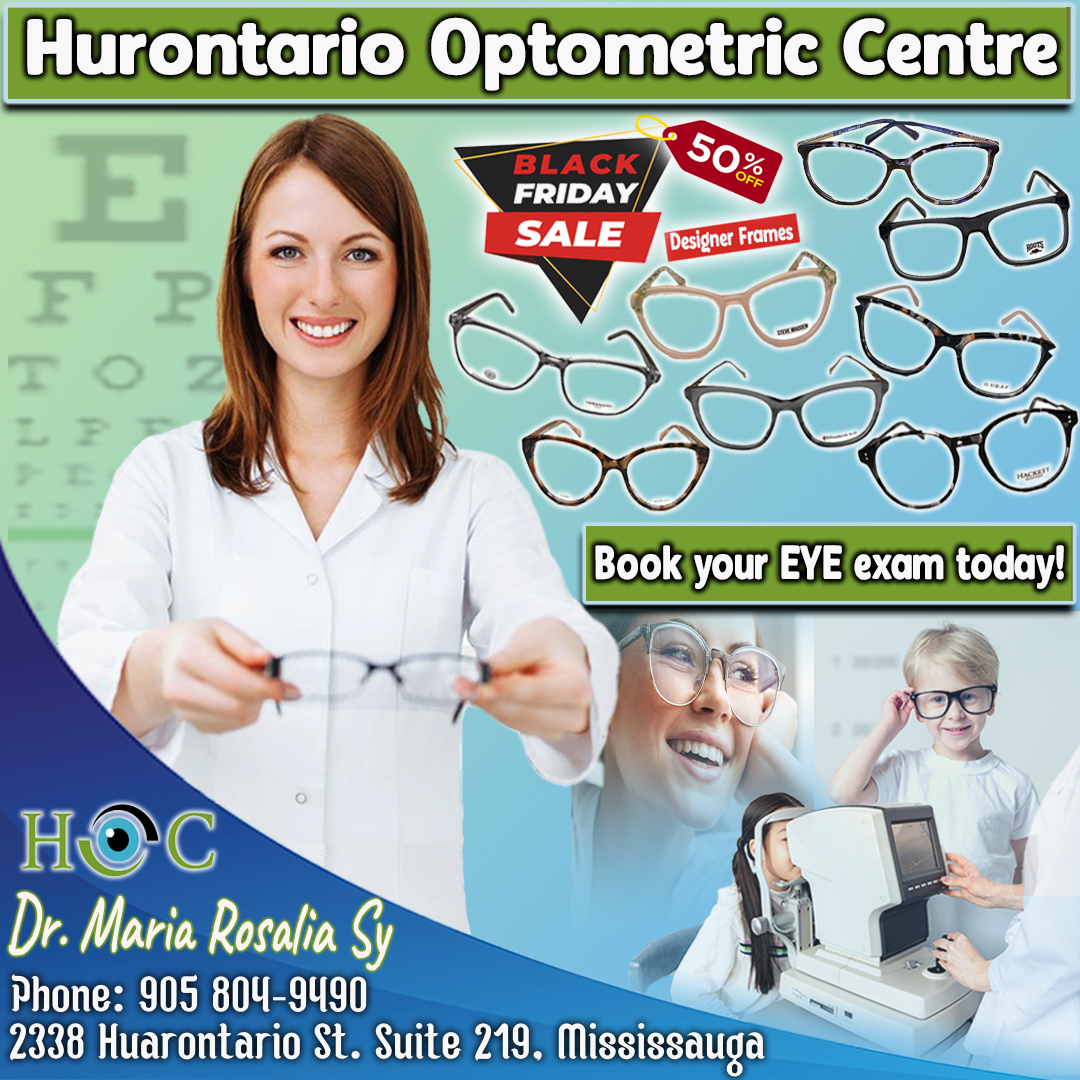 Hurontario Optometric Centre
E
F P
T O Z
BLACK
FRIDAY
SALE
50%
OFF
Designer Frames
ROOTS
STEVE MADDEN
HACKETT
Book your EYE exam today!
H C
Dr. Maria Rosalia Sy
Phone: 905 804-9490
2338 Huarontario St. Suite 219, Mississauga